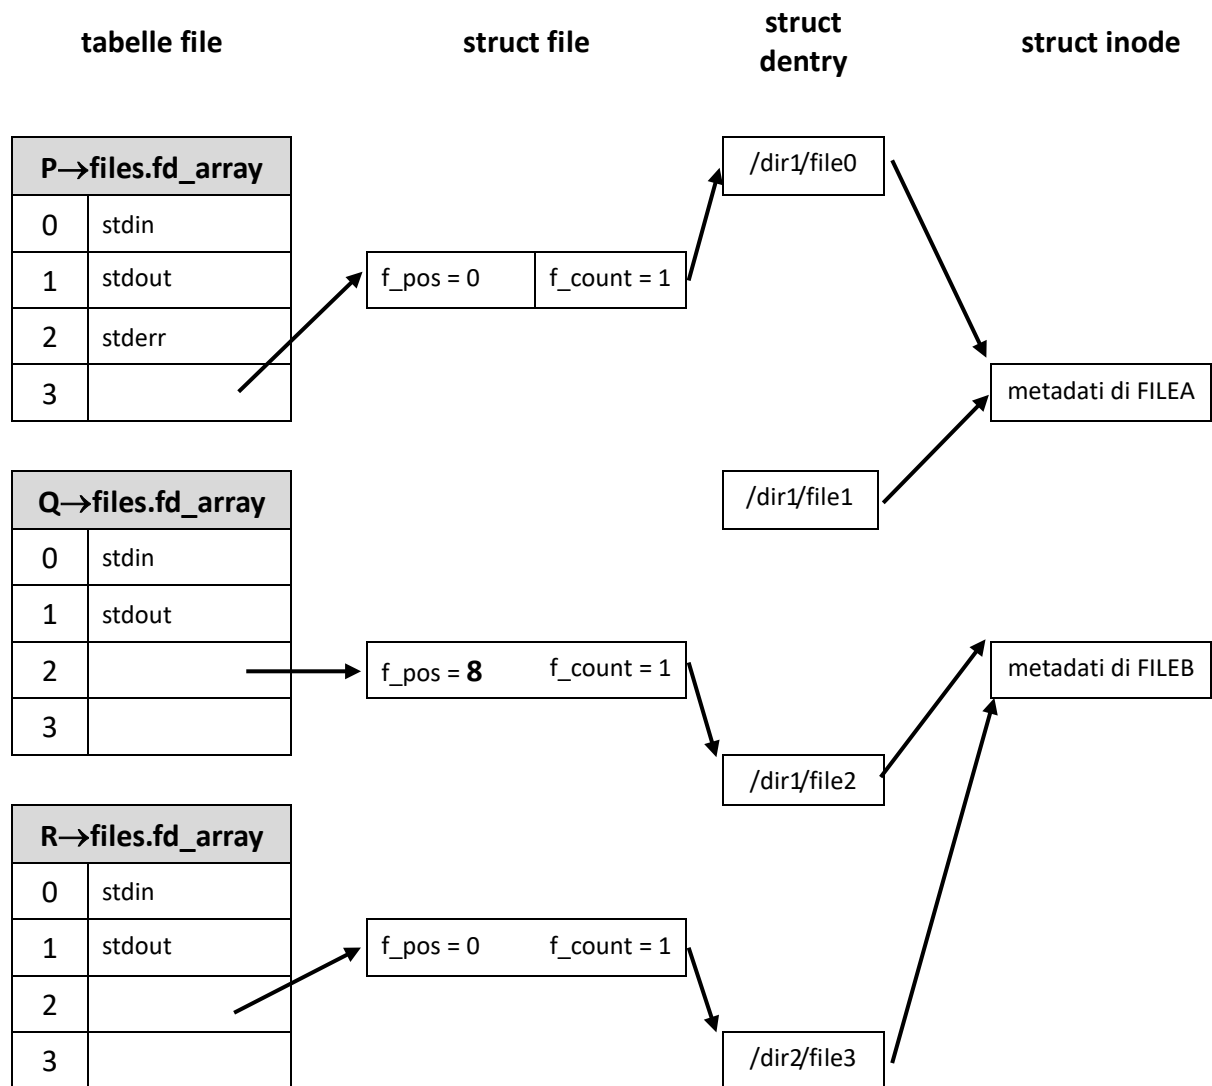 tabelle file
struct file
struct
dentry
struct inode
P→files.fd_array
0 stdin
1 stdout
2 stderr
3
f_pos = 0 f_count = 1
/dir1/file0
metadati di FILEA
Q→files.fd_array
0 stdin
1 stdout
2
3
/dir1/file1
f_pos = 8 f_count = 1
metadati di FILEB
/dir1/file2
R→files.fd_array
0 stdin
1 stdout
2
3
f_pos = 0 f_count = 1
/dir2/file3